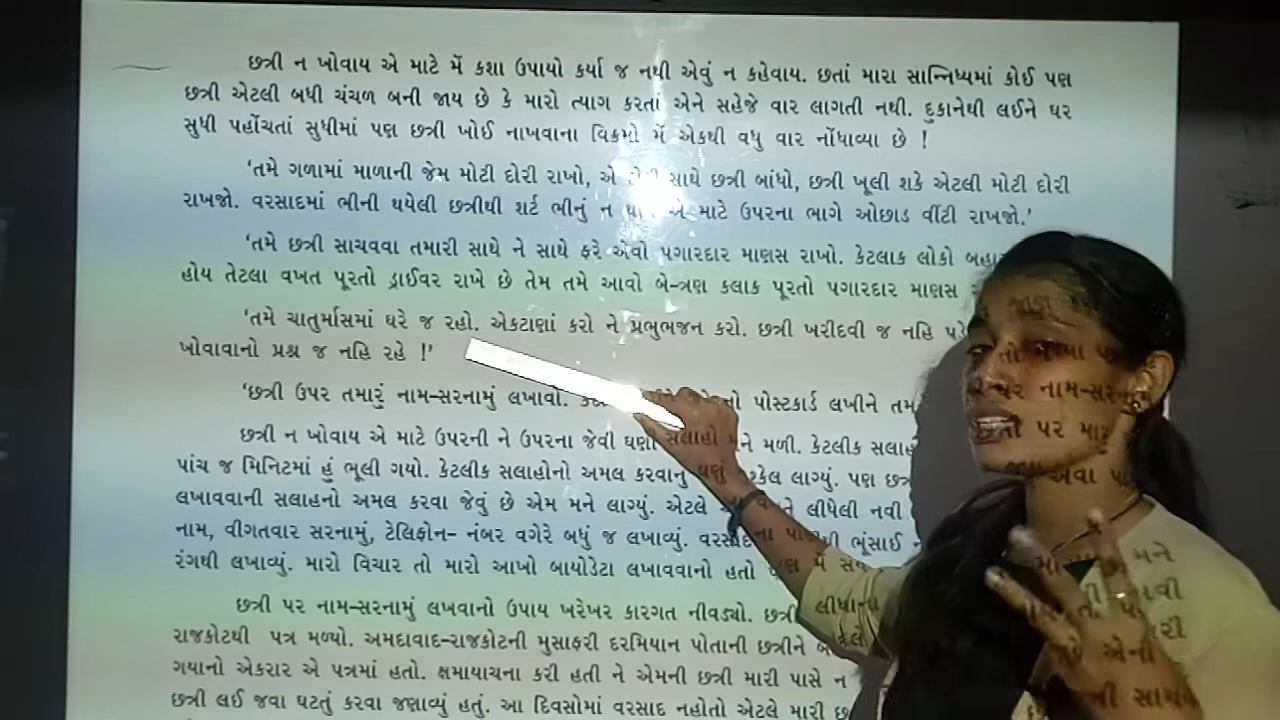 છત્રી ન ખોવાય એ માટે મેં કશા ઉપાયો કર્યા જ નથી એવું ન કહેવાય. છતાં મારા સાન્નિધ્યમાં કોઈ પણ
છત્રી એટલી બધી ચંચળ બની જાય છે કે મારો ત્યાગ કરતાં એને સહેજે વાર લાગતી નથી. દુકાનેથી લઈને ઘર
સુધી પહોંચતાં સુધીમાં પણ છત્રી ખોઈ નાખવાના વિક્રમો મેં એકથી વધુ વાર નોંધાવ્યા છે !
‘તમે ગળામાં માળાની જેમ મોટી દોરી રાખો, એ સાથે છત્રી બાંધો, છત્રી ખૂલી શકે એટલી મોટી દોરી
રાખજો. વરસાદમાં ભીની થયેલી છત્રીથી શર્ટ ભીનું ન એ માટે ઉપરના ભાગે ઓછાડ વીંટી રાખજો.’
‘તમે છત્રી સાચવવા તમારી સાથે ને સાથે ફરે એવો પગારદાર માણસ રાખો. કેટલાક લોકો
હોય તેટલા વખત પૂરતો ડ્રાઈવર રાખે છે તેમ તમે આવો બે-ત્રણ કલાક પૂરતો પગારદાર માણસ
‘તમે ચાતુર્માસમાં ઘરે જ રહો. એકટાણાં કરો ને પ્રભુભજન કરો. છત્રી ખરીદવી જ નહિ
ખોવાવાનો પ્રશ્ન જ નહિ રહે !’
‘છત્રી ઉપર તમારું નામ-સરનામું લખાવો. પોસ્ટકાર્ડ લખીને
છત્રી ન ખોવાય એ માટે ઉપરની ને ઉપરના જેવી ઘણી સલાહો મને મળી. કેટલીક
પાંચ જ મિનિટમાં હું ભૂલી ગયો. કેટલીક સલાહોનો અમલ કરવાનું લાગ્યું. પણ
લખાવવાની સલાહનો અમલ કરવા જેવું છે એમ મને લાગ્યું. એટલે લીધેલી નવી
નામ, વીગતવાર સરનામું, ટેલિફોન- નંબર વગેરે બધું જ લખાવ્યું. ભૂંસાઈ
રંગથી લખાવ્યું. મારો વિચાર તો મારો આખો બાયોડેટા લખાવવાનો હતો
છત્રી પર નામ-સરનામું લખવાનો ઉપાય ખરેખર કારગત નીવડ્યો. છત્રી
રાજકોટથી પત્ર મળ્યો. અમદાવાદ-રાજકોટની મુસાફરી દરમિયાન પોતાની છત્રીને
ગયાનો એકરાર એ પત્રમાં હતો. ક્ષમાયાચના કરી હતી ને એમની છત્રી મારી પાસે ન
છત્રી લઈ જવા ઘટતું કરવા જણાવ્યું હતું. આ દિવસોમાં વરસાદ નહોતો એટલે મારી